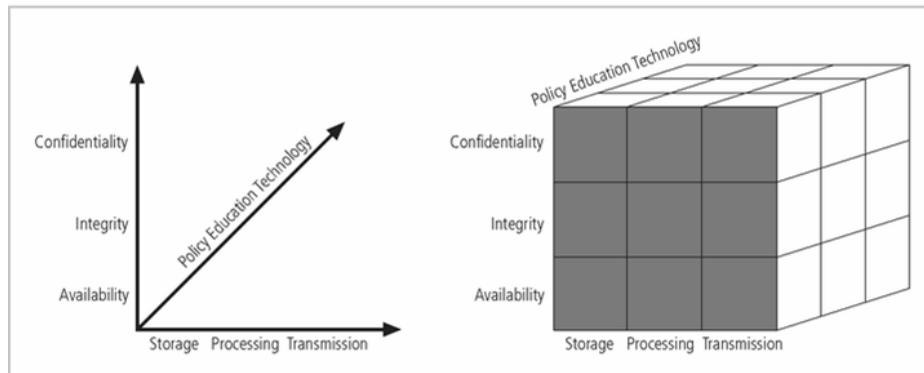 Confidentiality
Integrity
Availability
Policy Education Technology
Storage Processing Transmission
Policy Education Technology
Confidentiality
Integrity
Availability
Storage Processing Transmission